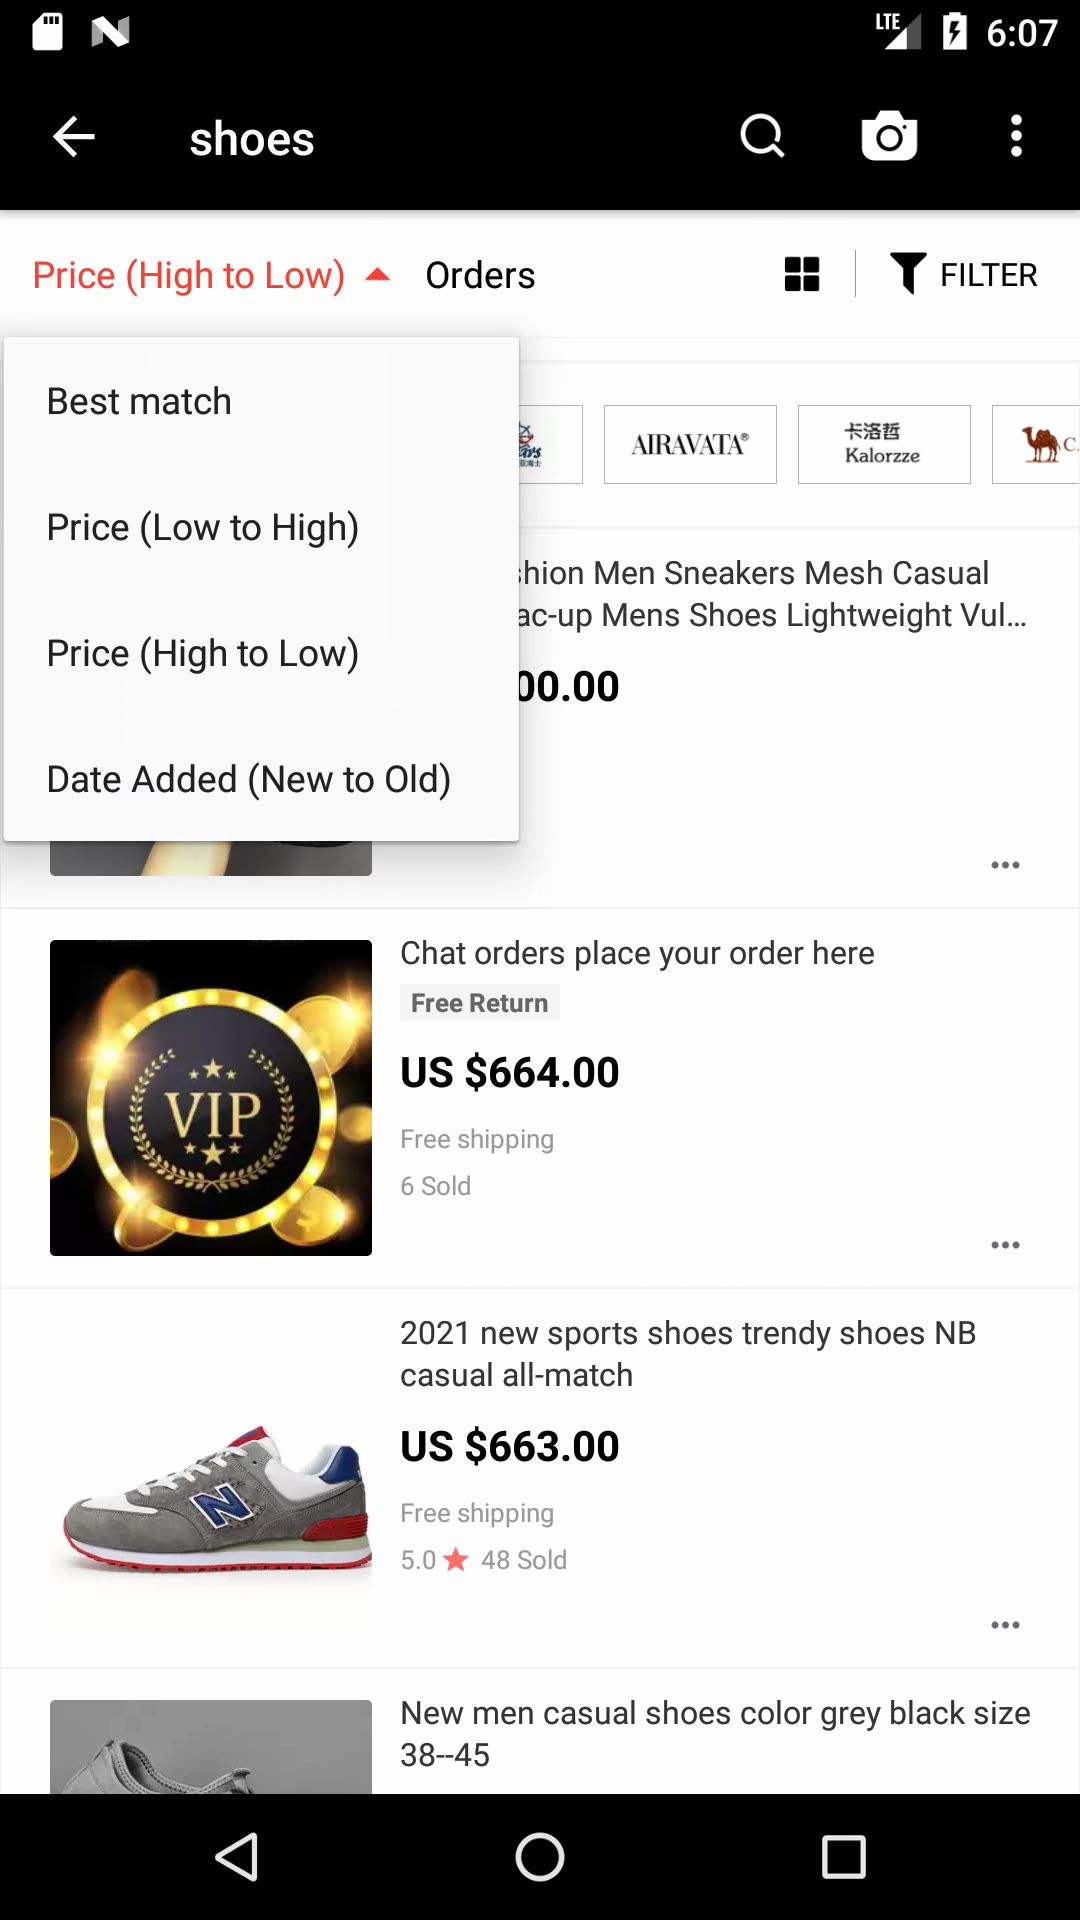 LTE
6:07
shoes
Price (High to Low)
Orders
FILTER
Best match
Price (Low to High)
Price (High to Low)
Date Added (New to Old)
AIRAVATA®
卡洛哲
Kalorzze
C
Men Sneakers Mesh Casual
ac-up Mens Shoes Lightweight Vul...
00.00
Chat orders place your order here
Free Return
VIP
US $664.00
Free shipping
6 Sold
2021 new sports shoes trendy shoes NB
casual all-match
US $663.00
N
Free shipping
5.0 48 Sold
New men casual shoes color grey black size
38--45